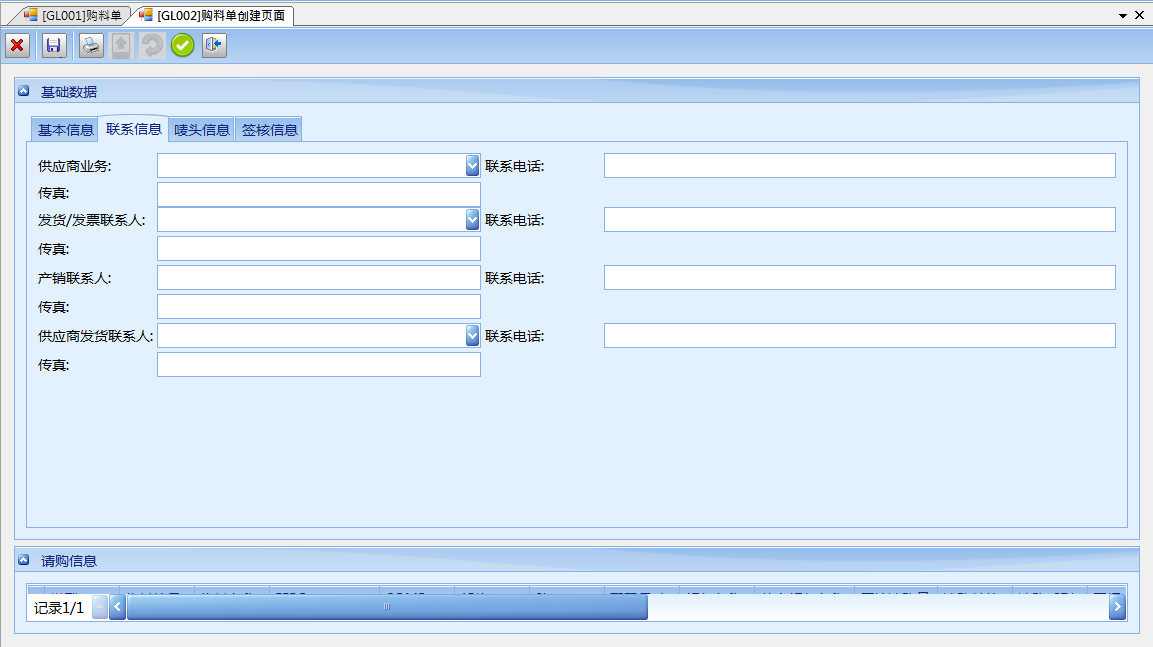 [GL001]购料单 [GL002]购料单创建页面
基础数据
基本信息 联系信息 唛头信息 签核信息
供应商业务: 联系电话:
传真:
发货/发票联系人: 联系电话:
传真:
产销联系人: 联系电话:
传真:
供应商发货联系人: 联系电话:
传真:
请购信息
记录1/1